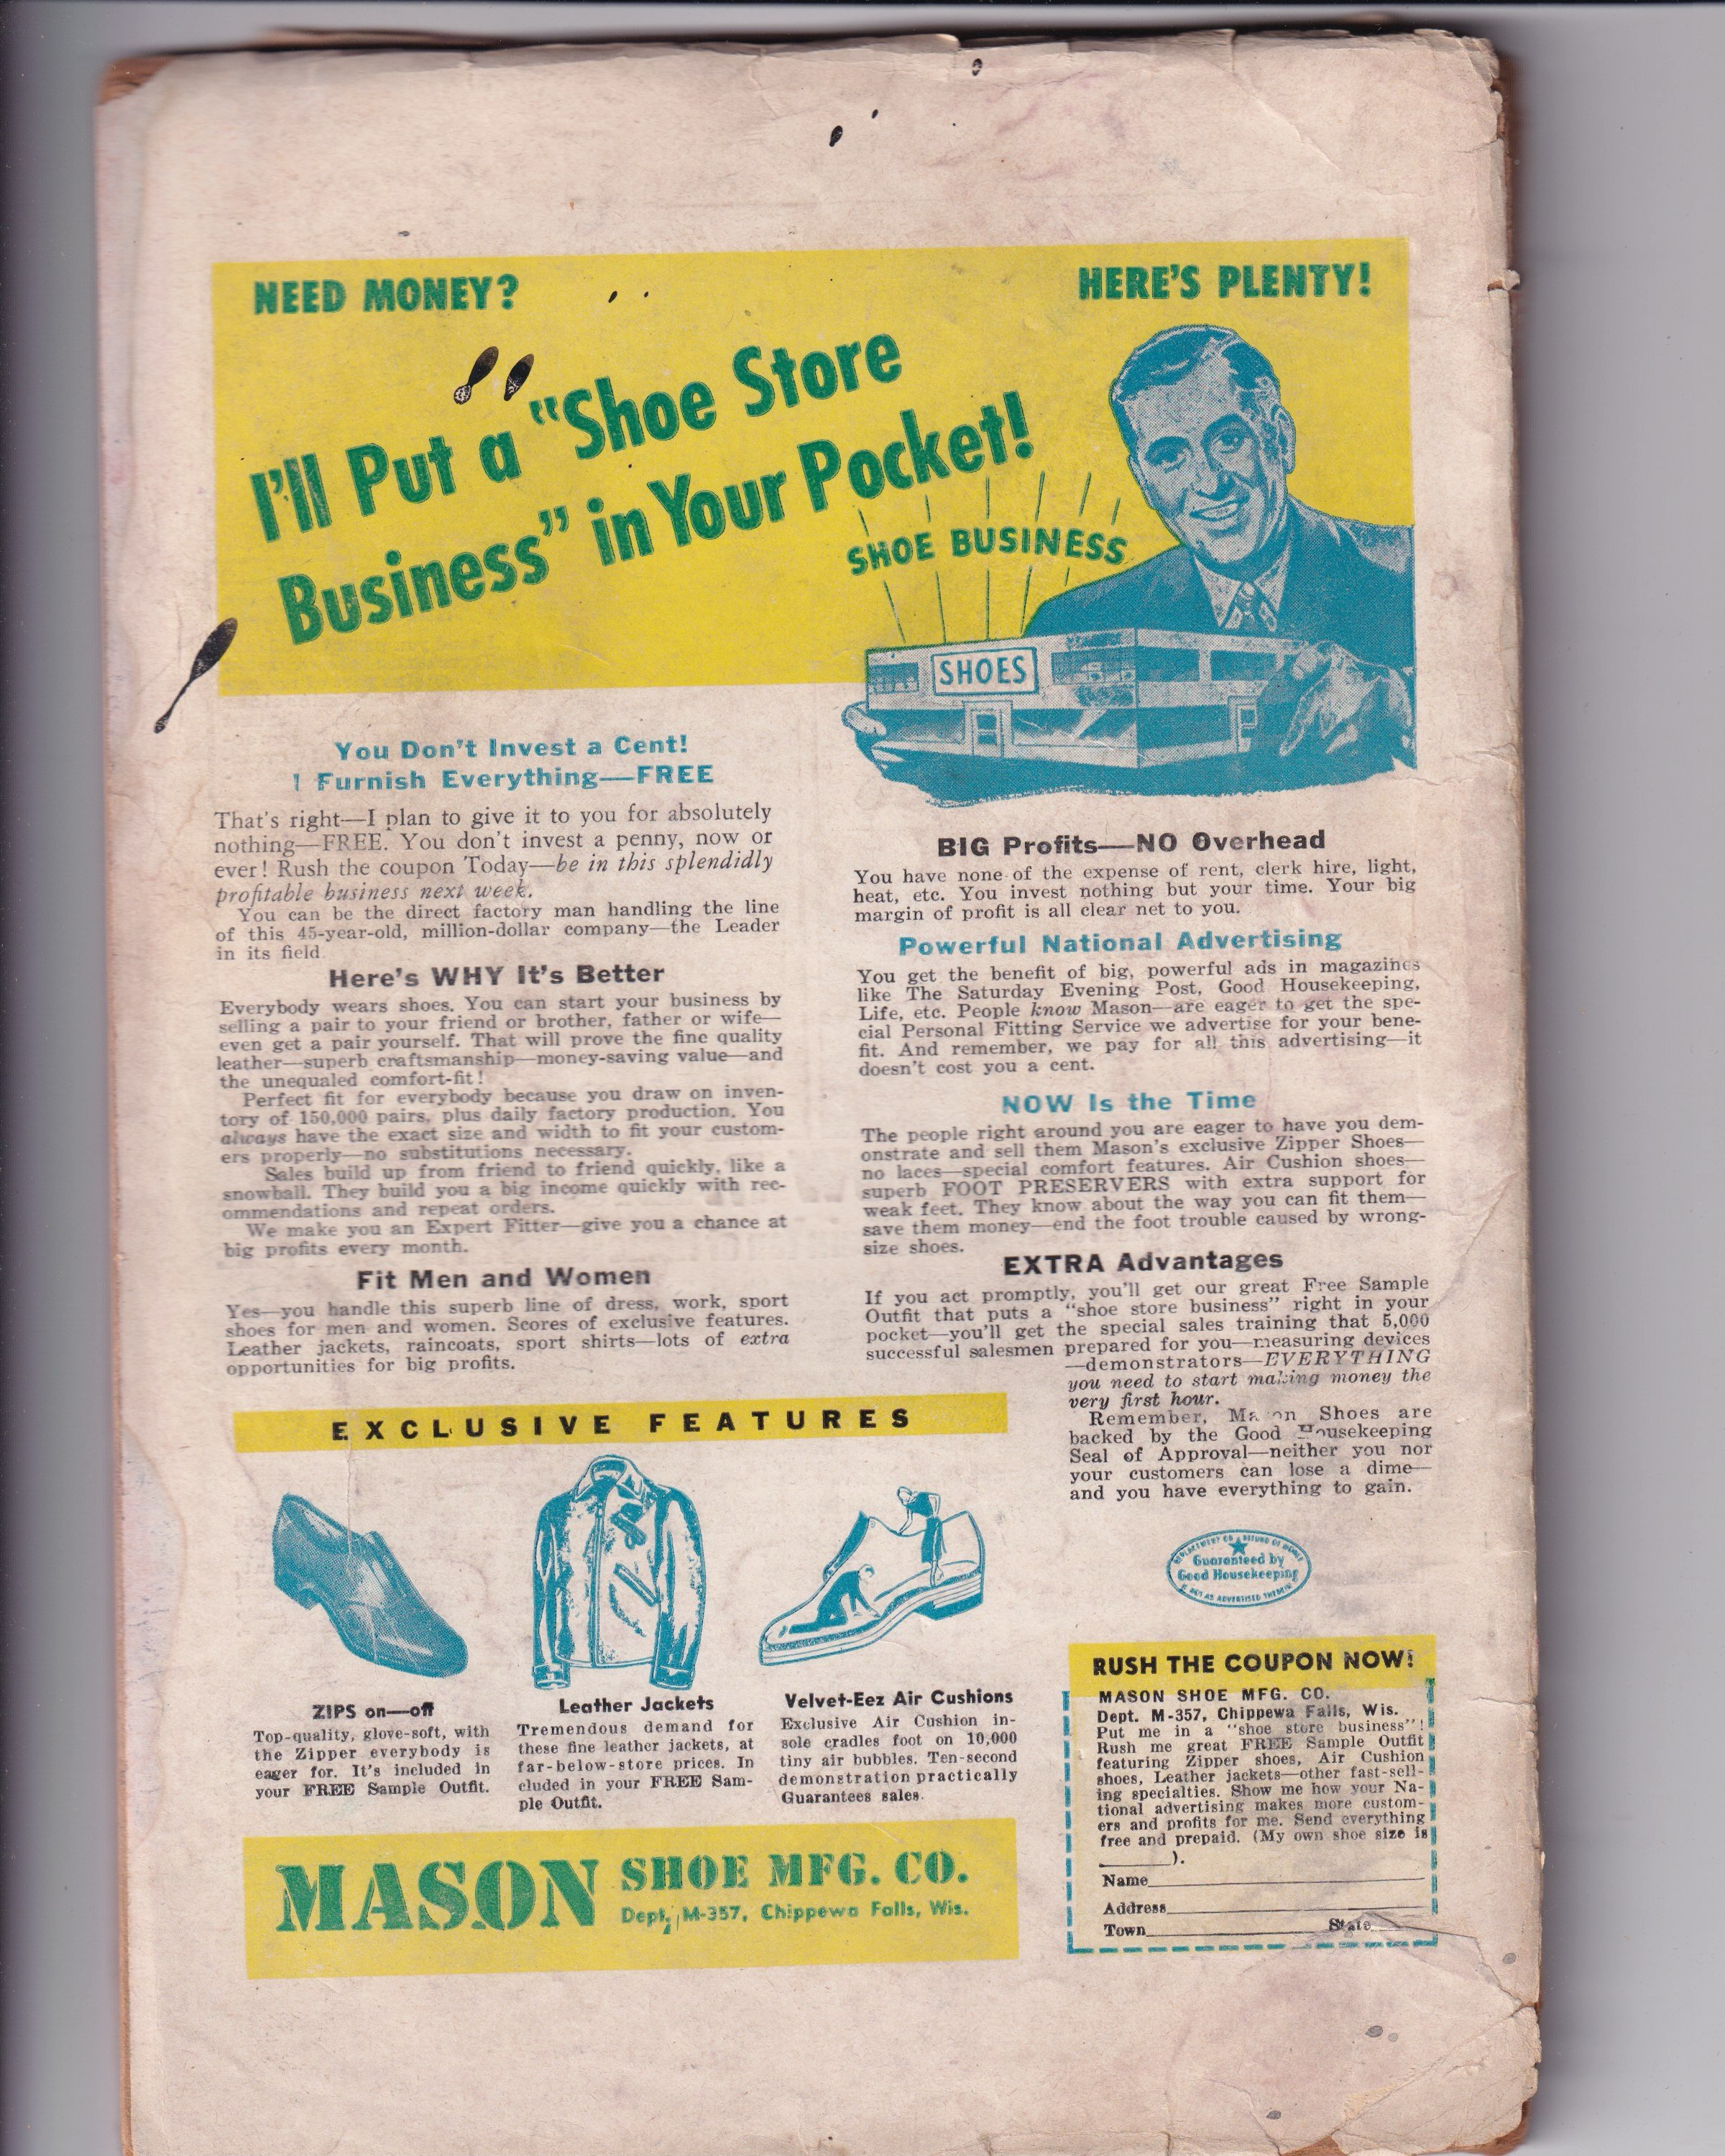 NEED MONEY?
HERE'S PLENTY!
I'll Put a "Shoe Store
Business" in Your Pocket!
SHOE BUSINESS
SHOES
You Don't Invest a Cent!
I Furnish Everything—FREE
That's right—I plan to give it to you for absolutely
nothing—FREE. You don't invest a penny, now or
ever! Rush the coupon Today—be in this splendidly
profitable business next week.
You can be the direct factory man handling the line
of this 45-year-old, million-dollar company—the Leader
in its field
Here's WHY It's Better
Everybody wears shoes. You can start your business by
selling a pair to your friend or brother, father or wife—
even get a pair yourself. That will prove the fine quality
leather—superb craftsmanship—money-saving value—and
the unequaled comfort-fit!
Perfect fit for everybody because you draw on inven-
tory of 150,000 pairs, plus daily factory production. You
always have the exact size and width to fit your custom-
ers properly—no substitutions necessary.
Sales build up from friend to friend quickly, like a
snowball. They build you a big income quickly with rec-
ommendations and repeat orders.
We make you an Expert Fitter—give you a chance at
big profits every month.
Fit Men and Women
Yes—you handle this superb line of dress, work, sport
shoes for men and women. Scores of exclusive features.
Leather jackets, raincoats, sport shirts—lots of extra
opportunities for big profits.
BIG Profits—NO Overhead
You have none of the expense of rent, clerk hire, light,
heat, etc. You invest nothing but your time. Your big
margin of profit is all clear net to you.
Powerful National Advertising
You get the benefit of big, powerful ads in magazines
like The Saturday Evening Post, Good Housekeeping,
Life, etc. People know Mason—are eager to get the spe-
cial Personal Fitting Service we advertise for your bene-
fit. And remember, we pay for all this advertising—it
doesn't cost you a cent.
NOW Is the Time
The people right around you are eager to have you dem-
onstrate and sell them Mason's exclusive Zipper Shoes—
no laces—special comfort features. Air Cushion shoes—
superb FOOT PRESERVERS with extra support for
weak feet. They know about the way you can fit them—
save them money—end the foot trouble caused by wrong-
size shoes.
EXTRA Advantages
If you act promptly, you'll get our great Free Sample
Outfit that puts a "shoe store business" right in your
pocket—you'll get the special sales training that 5,000
successful salesmen prepared for you—measuring devices
—demonstrators—EVERYTHING
you need to start making money the
very first hour.
Remember, Mason Shoes are
backed by the Good Housekeeping
Seal of Approval—neither you nor
your customers can lose a dime—
and you have everything to gain.
EXCLUSIVE FEATURES
ZIPS on—off
Top-quality, glove-soft, with
the Zipper everybody is
eager for. It's included in
your FREE Sample Outfit.
Leather Jackets
Tremendous demand for
these fine leather jackets, at
far-below-store prices. In
cluded in your FREE Sam-
ple Outfit.
Velvet-Eez Air Cushions
Exclusive Air Cushion in-
sole cradles foot on 10,000
tiny air bubbles. Ten-second
demonstration practically
Guarantees sales.
REPLACEMENT OR REFUND OF MONEY
Guaranteed by
Good Housekeeping
NOT AS ADVERTISED THEREIN
MASON SHOE MFG. CO.
Dept. M-357, Chippewa Falls, Wis.
RUSH THE COUPON NOW!
MASON SHOE MFG. CO.
Dept. M-357, Chippewa Falls, Wis.
Put me in a "shoe store business"!
Rush me great FREE Sample Outfit
featuring Zipper shoes, Air Cushion
shoes, Leather jackets—other fast-sell-
ing specialties. Show me how your Na-
tional advertising makes more custom-
ers and profits for me. Send everything
free and prepaid. (My own shoe size is
______).
Name
Address
Town State